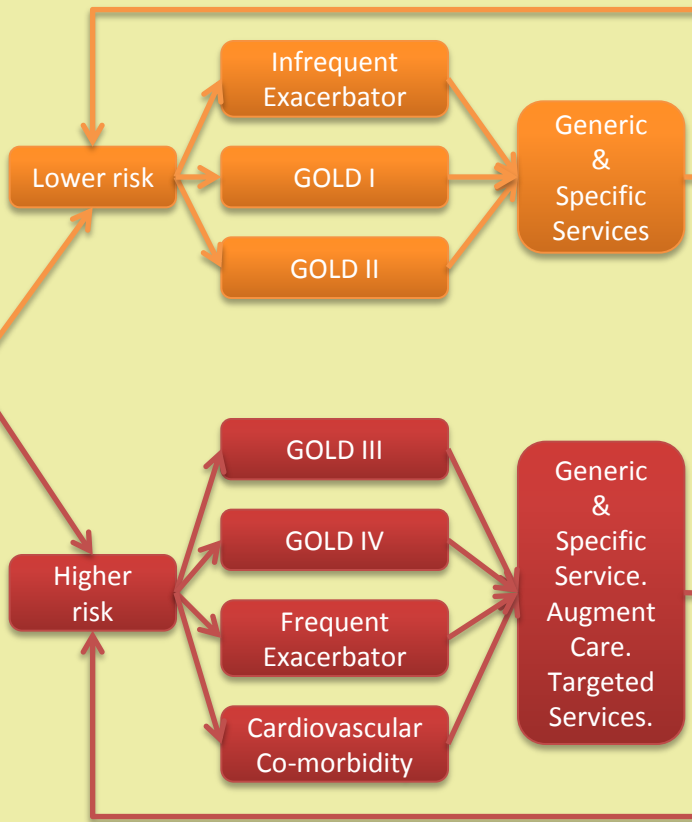 Infrequent
Exacerbator
Lower risk
GOLD I
GOLD II
Generic
&
Specific
Services
GOLD III
GOLD IV
Higher
risk
Frequent
Exacerbator
Cardiovascular
Co-morbidity
Generic
&
Specific
Service.
Augment
Care.
Targeted
Services.